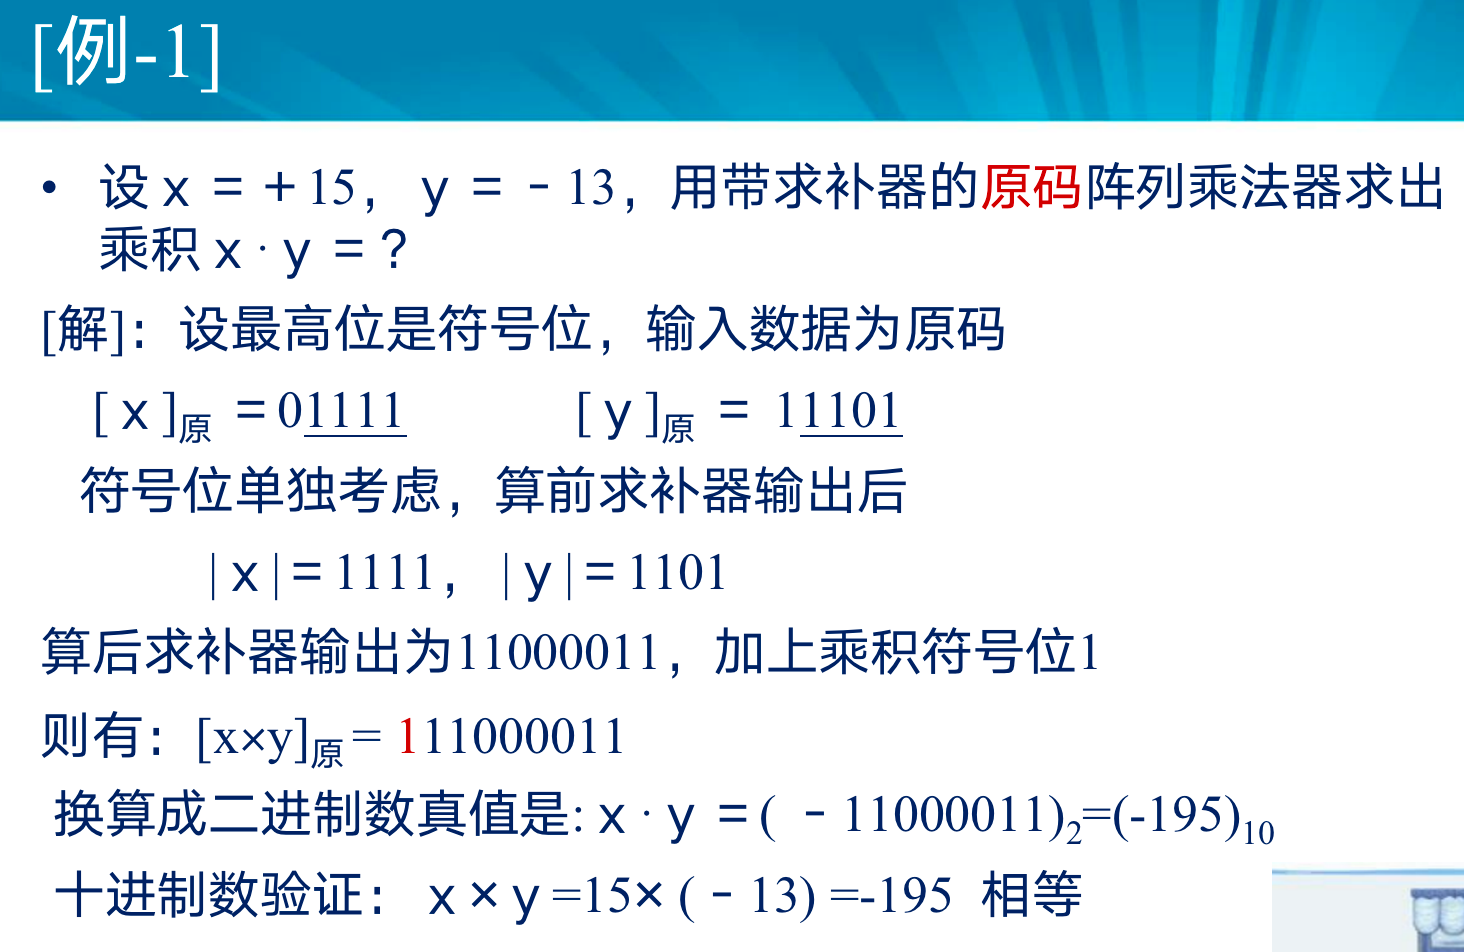 [例-1]
• 设 x = +15， y = -13，用带求补器的原码阵列乘法器求出
乘积 x · y = ?
[解]：设最高位是符号位，输入数据为原码
[ x ]原 =01111 [ y ]原 = 11101
符号位单独考虑，算前求补器输出后
| x | = 1111， | y | = 1101
算后求补器输出为11000011，加上乘积符号位1
则有：[x×y]原= 111000011
换算成二进制数真值是: x · y =( -11000011)2=(-195)10
十进制数验证： x × y =15× ( - 13) =-195 相等